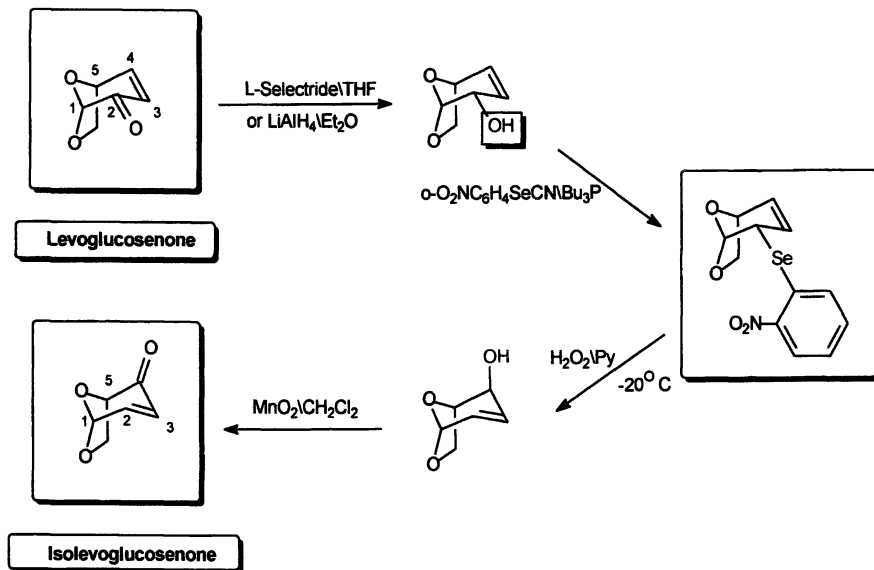 O
5
4
1
2
3
O
O
Levoglucosenone
L-Selectride\THF
or LiAlH4\Et2O
O
O
OH
o-O2NC6H4SeCN\Bu3P
O
O
Se
O2N
H2O2\Py
-20O C
OH
O
O
MnO2\CH2Cl2
O
5
O
1
2
3
O
Isolevoglucosenone